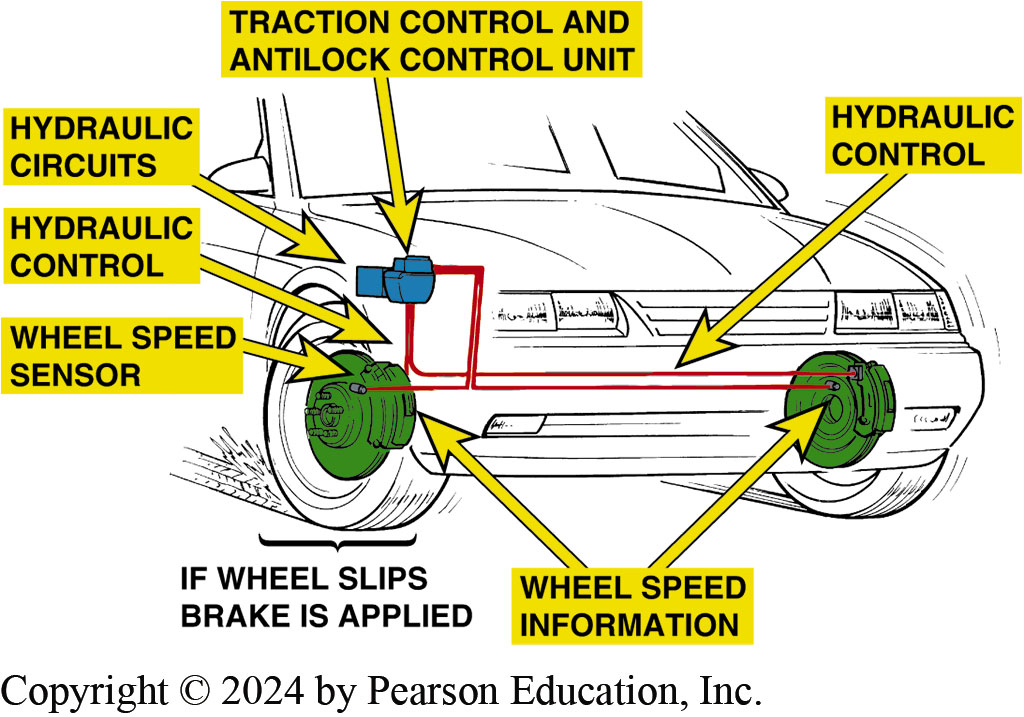 TRACTION CONTROL AND
ANTILOCK CONTROL UNIT
HYDRAULIC
CIRCUITS
HYDRAULIC
CONTROL
HYDRAULIC
CONTROL
WHEEL SPEED
SENSOR
IF WHEEL SLIPS
BRAKE IS APPLIED
WHEEL SPEED
INFORMATION
Copyright © 2024 by Pearson Education, Inc.